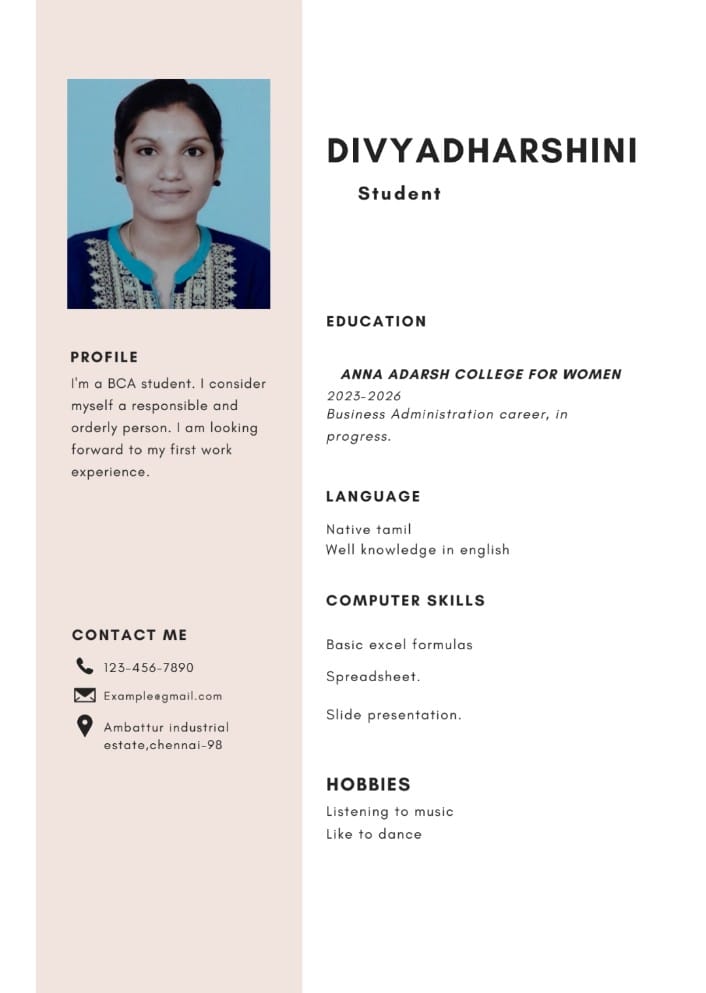 DIVYADHARSHINI
Student
PROFILE
I'm a BCA student. I consider
myself a responsible and
orderly person. I am looking
forward to my first work
experience.
CONTACT ME
123-456-7890
Example@gmail.com
Ambattur industrial
estate,chennai-98
EDUCATION
ANNA ADARSH COLLEGE FOR WOMEN
2023-2026
Business Administration career, in
progress.
LANGUAGE
Native tamil
Well knowledge in english
COMPUTER SKILLS
Basic excel formulas
Spreadsheet.
Slide presentation.
HOBBIES
Listening to music
Like to dance